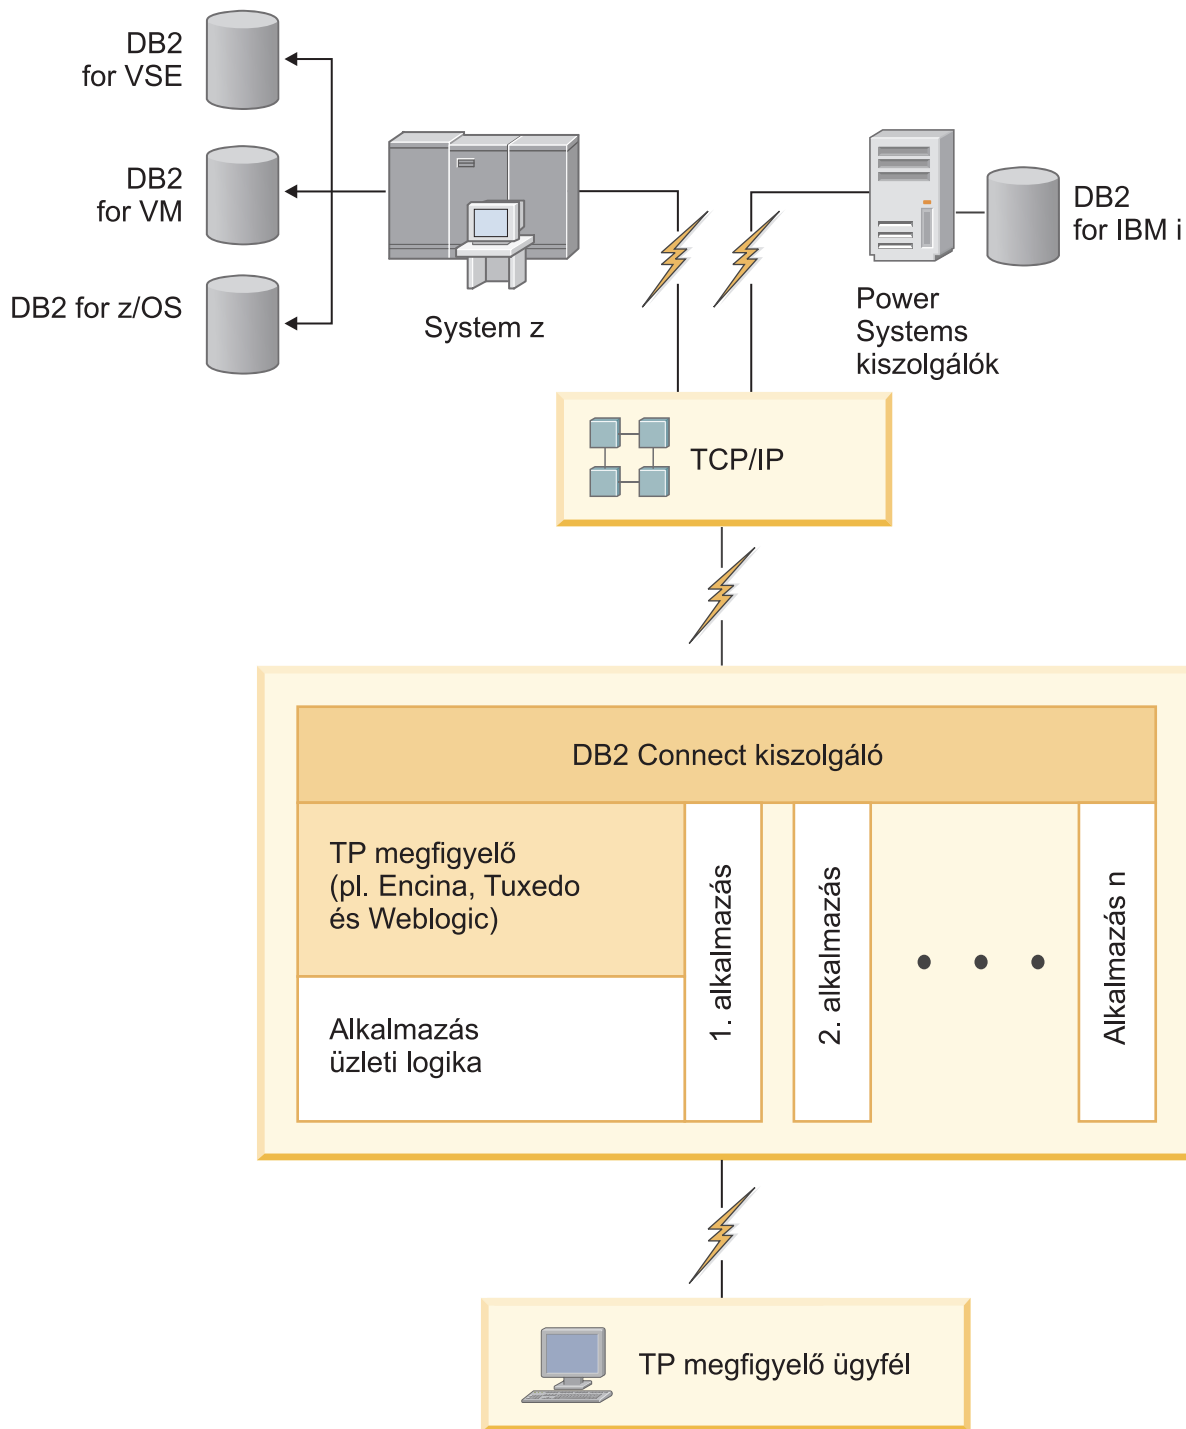 DB2
for VSE
DB2
for VM
DB2 for z/OS
System z
DB2
for IBM i
Power
Systems
kiszolgálók
TCP/IP
DB2 Connect kiszolgáló
TP megfigyelő
(pl. Encina, Tuxedo
és Weblogic)
Alkalmazás
üzleti logika
1. alkalmazás
2. alkalmazás
Alkalmazás n
TP megfigyelő ügyfél